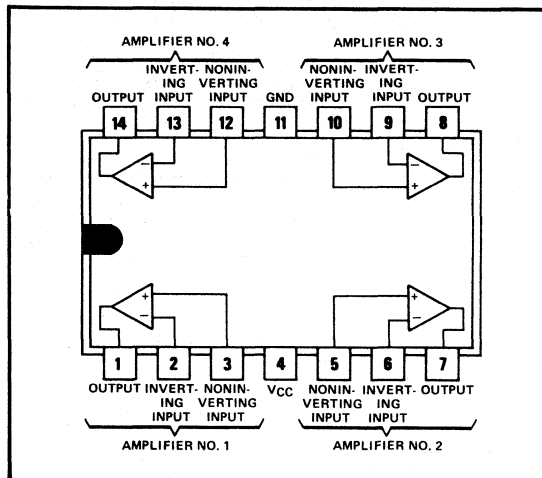 AMPLIFIER NO. 4 AMPLIFIER NO. 3
INVERT- NONIN- NONIN- INVERT-
ING VERTING VERTING ING
OUTPUT INPUT INPUT GND INPUT INPUT OUTPUT
14 13 12 11 10 9 8
− −
+ +
+ +
− −
1 2 3 4 5 6 7
OUTPUT INVERT- NONIN- VCC NONIN- INVERT- OUTPUT
ING VERTING VERTING ING
INPUT INPUT INPUT INPUT
AMPLIFIER NO. 1 AMPLIFIER NO. 2